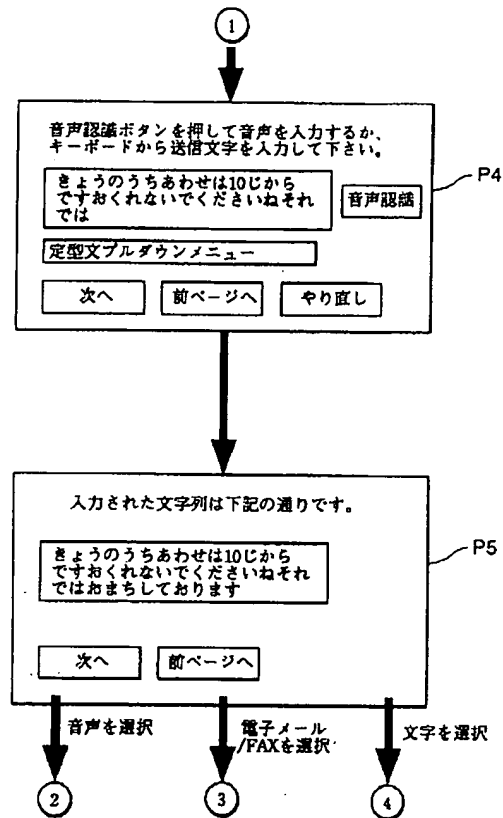 1
音声認識ボタンを押して音声を入力するか、
キーボードから送信文字を入力して下さい。
P4
きょうのうちあわせは10じから
ですおくれないでくださいねそれ
では
音声認識
定型文プルダウンメニュー
次へ 前ページへ やり直し
入力された文字列は下記の通りです。
P5
きょうのうちあわせは10じから
ですおくれないでくださいねそれ
ではおまちしております
次へ 前ページへ
音声を選択
電子メール
/FAXを選択
文字を選択
2 3 4